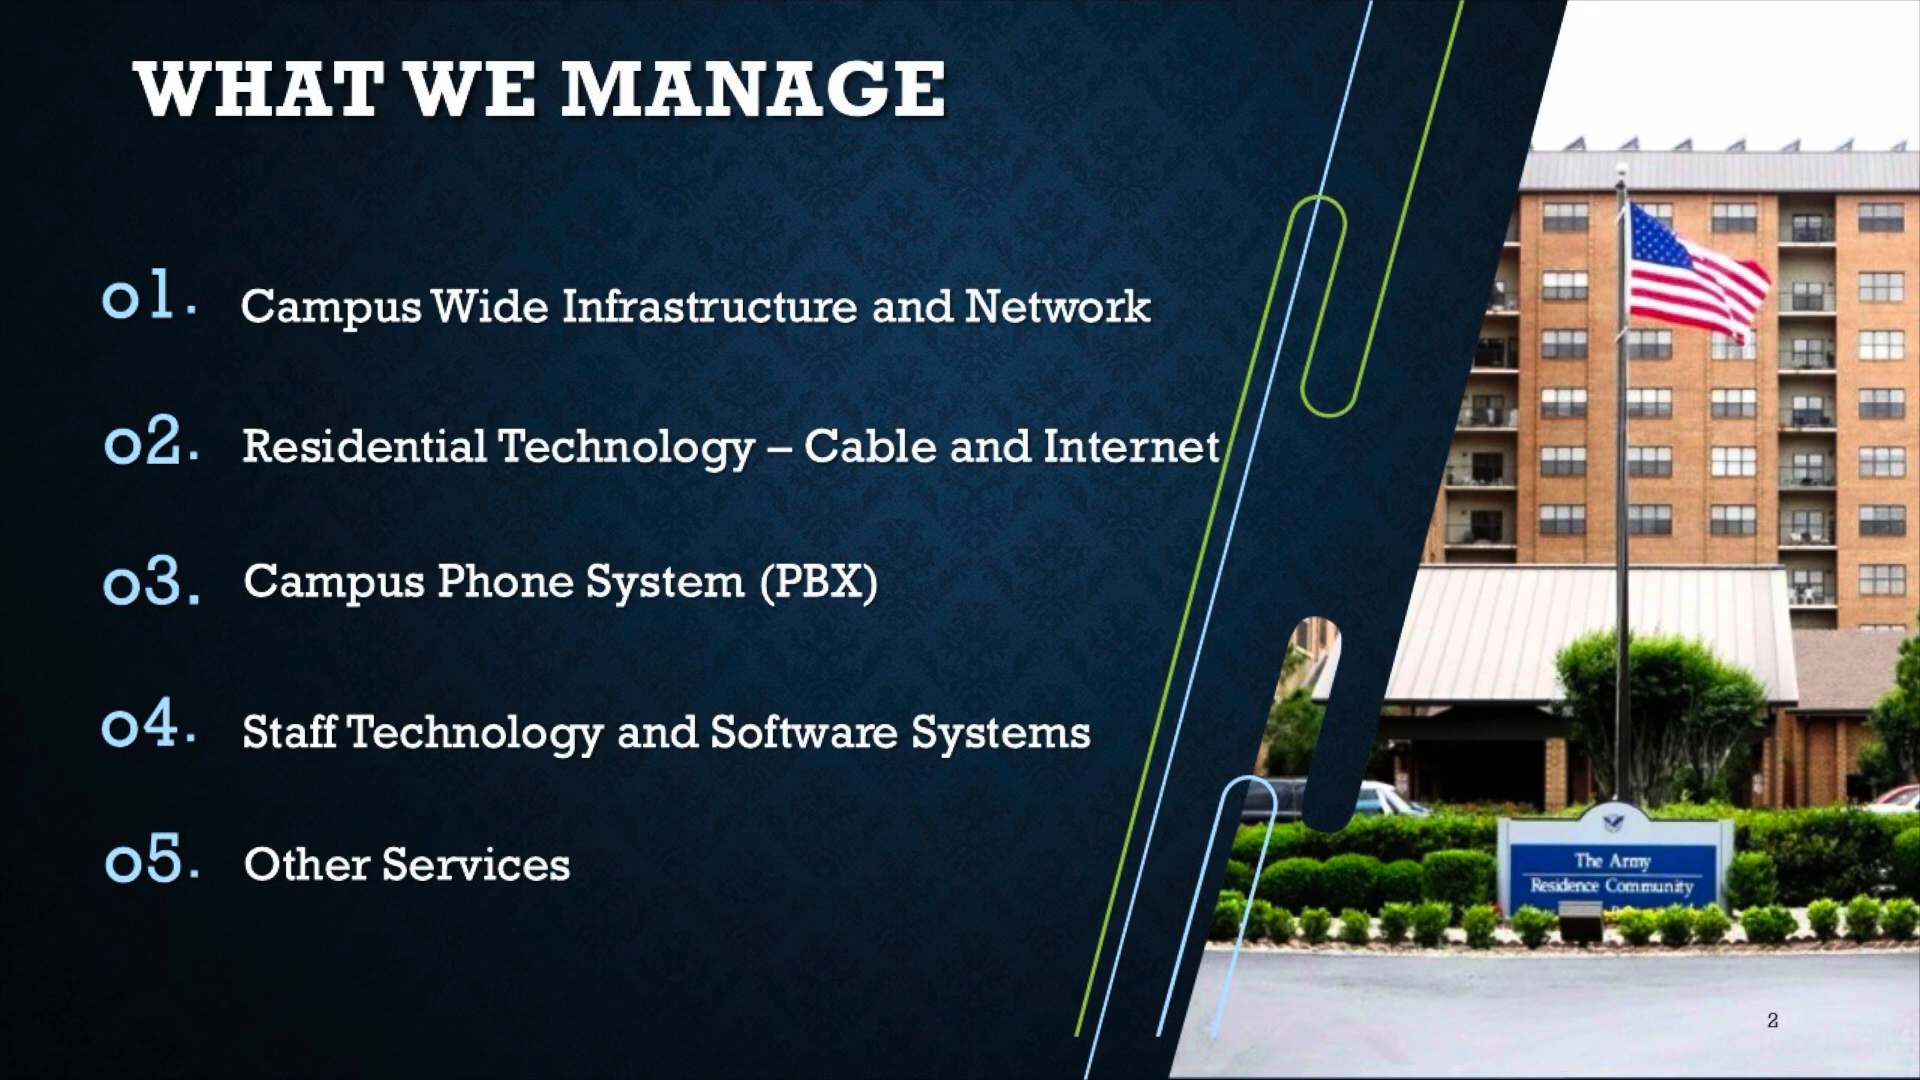 WHAT WE MANAGE
01. Campus Wide Infrastructure and Network
02. Residential Technology – Cable and Internet
03. Campus Phone System (PBX)
04. Staff Technology and Software Systems
05. Other Services
The Army
Residence Community
2